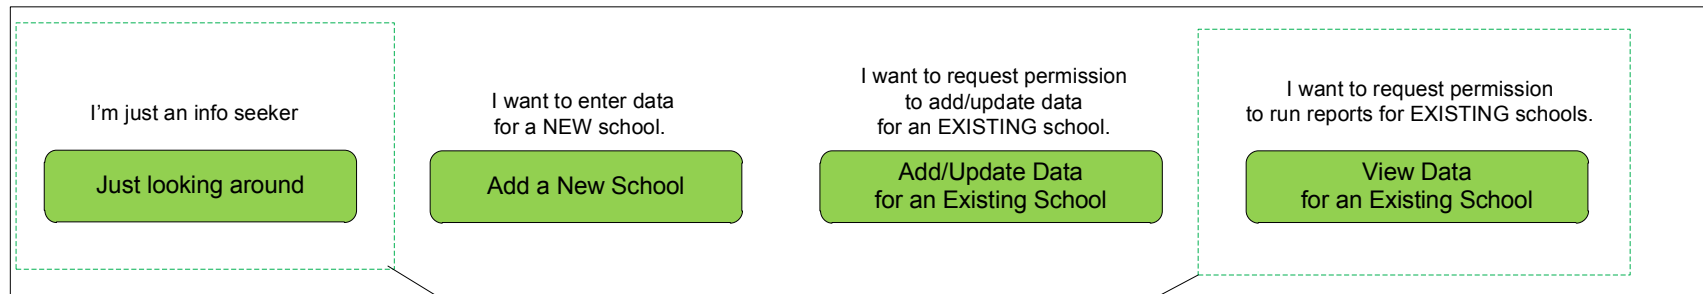 I'm just an info seeker
Just looking around
I want to enter data
for a NEW school.
Add a New School
I want to request permission
to add/update data
for an EXISTING school.
Add/Update Data
for an Existing School
I want to request permission
to run reports for EXISTING schools.
View Data
for an Existing School